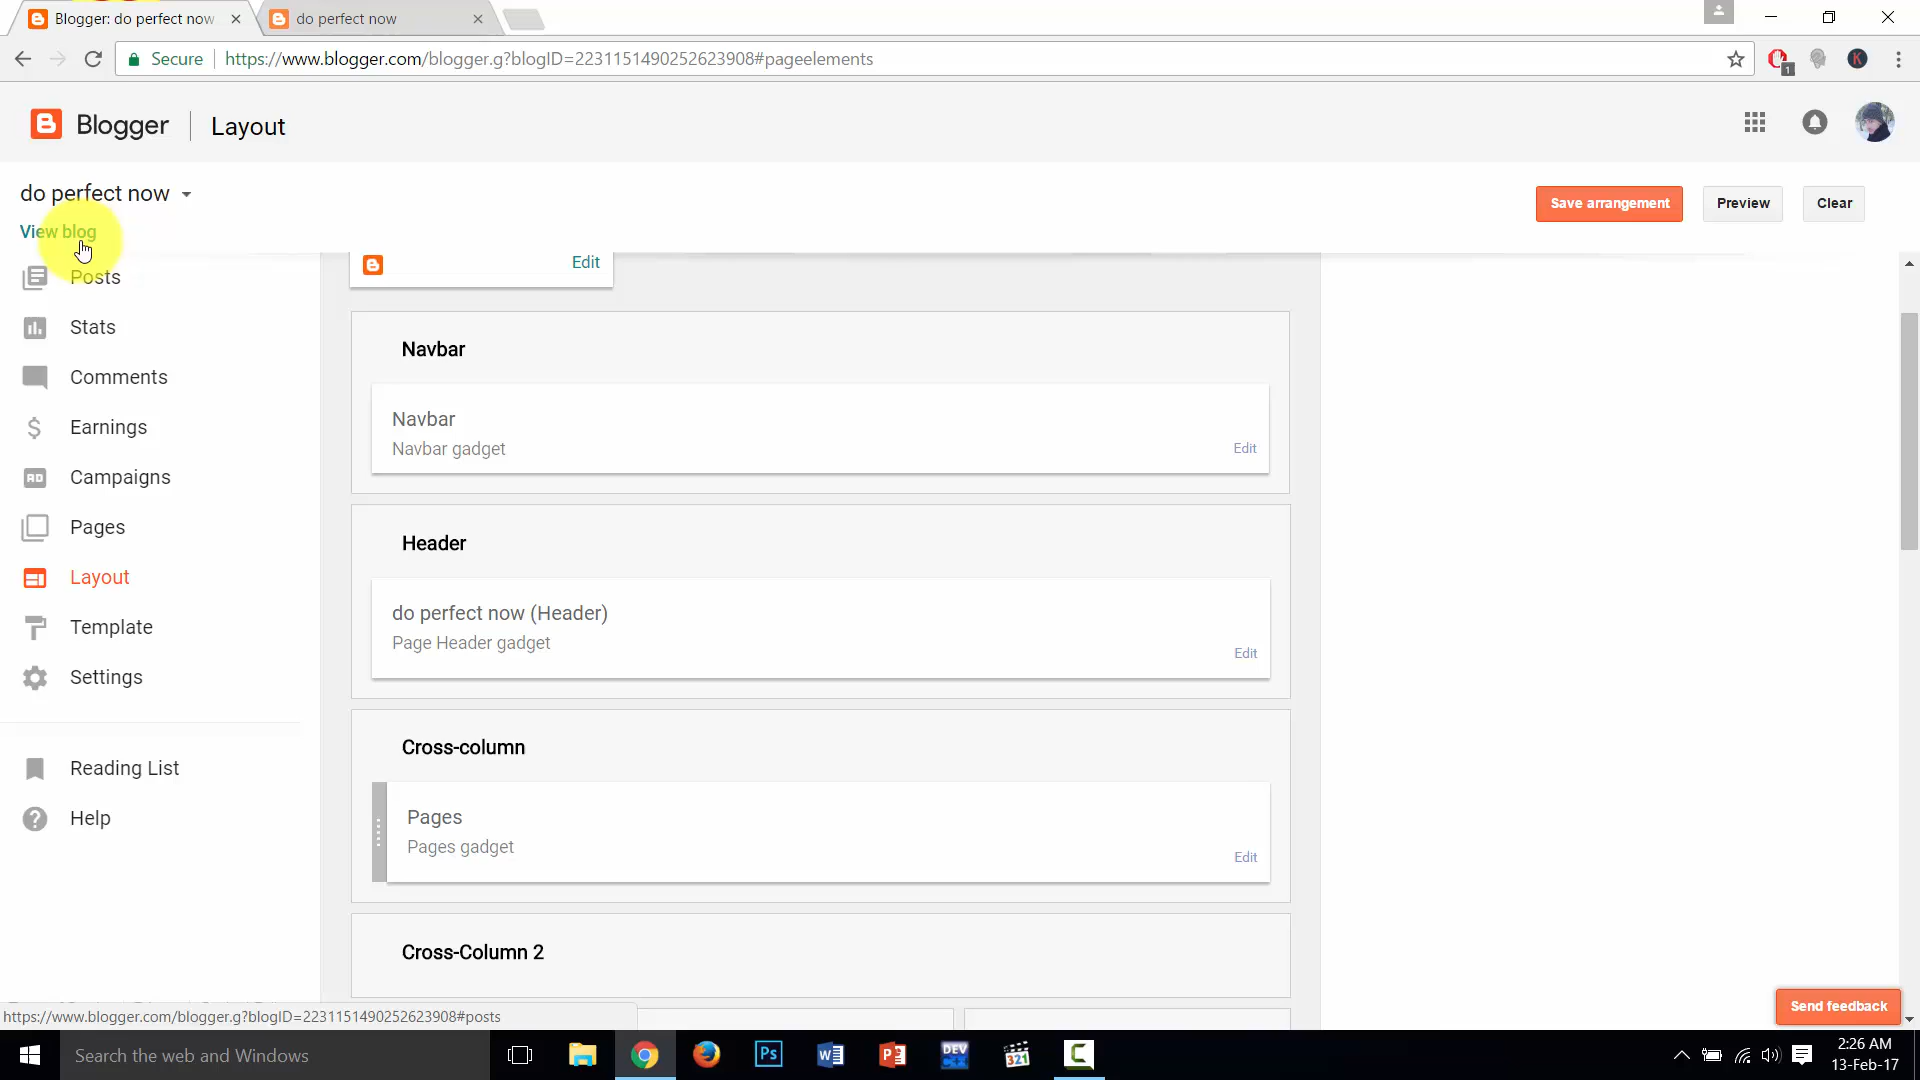 Blogger: do perfect now
do perfect now
Secure
https://www.blogger.com/blogger.g?blogID=2231151490252623908#pageelements
K
1
Blogger
Layout
do perfect now
Save arrangement
Preview
Clear
View blog
Edit
Posts
Stats
Comments
Earnings
Campaigns
Pages
Layout
Template
Settings
Reading List
Help
Navbar
Navbar
Navbar gadget
Edit
Header
do perfect now (Header)
Page Header gadget
Edit
Cross-column
Pages
Pages gadget
Edit
Cross-Column 2
Send feedback
https://www.blogger.com/blogger.g?blogID=2231151490252623908#posts
Search the web and Windows
Ps
DEV
321
2:26 AM
13-Feb-17